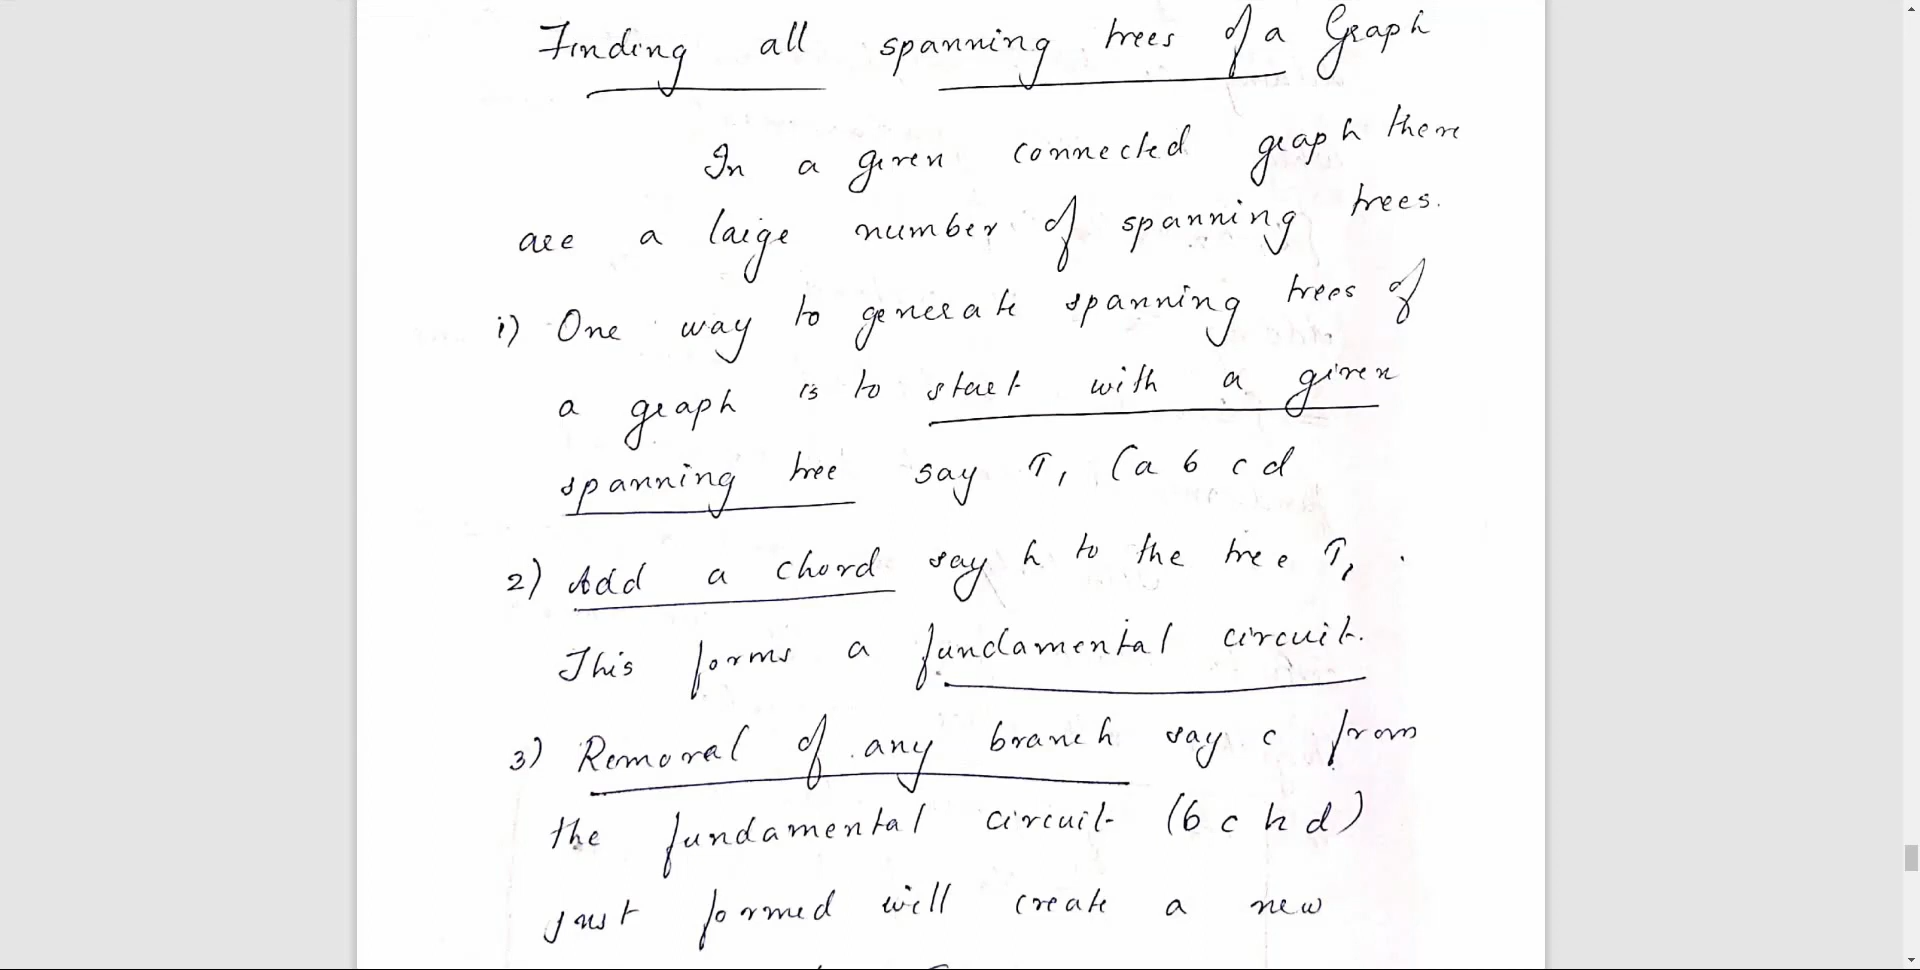 Finding all spanning trees of a Graph
In a given connected graph there
are a large number of spanning trees.
1) One way to generate spanning trees of
a graph is to start with a given
spanning tree say T1 (a b c d
2) Add a chord say h to the tree T1.
This forms a fundamental circuit.
3) Removal of any branch say c from
the fundamental circuit (b c h d)
just formed will create a new